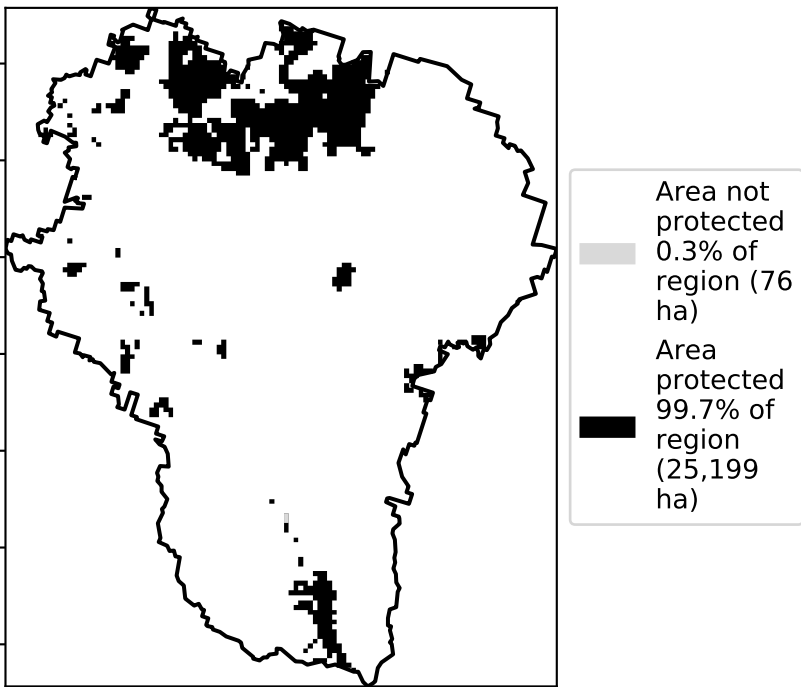 Area not
protected
0.3% of
region (76
ha)
Area
protected
99.7% of
region
(25,199
ha)